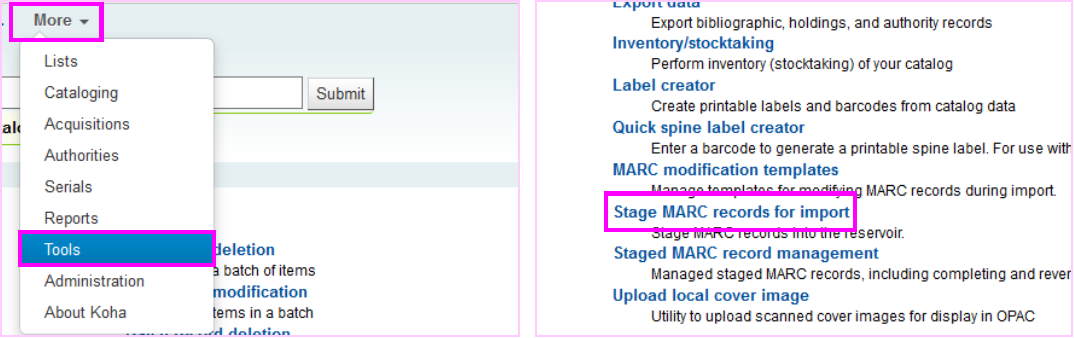 More
Lists
Cataloging
Acquisitions
Authorities
Serials
Reports
Tools
Administration
About Koha
Submit
deletion
a batch of items
modification
tems in a batch
record deletion
Export data
Export bibliographic, holdings, and authority records
Inventory/stocktaking
Perform inventory (stocktaking) of your catalog
Label creator
Create printable labels and barcodes from catalog data
Quick spine label creator
Enter a barcode to generate a printable spine label. For use with
MARC modification templates
Manage templates for modifying MARC records during import.
Stage MARC records for import
Stage MARC records into the reservoir.
Staged MARC record management
Managed staged MARC records, including completing and rever
Upload local cover image
Utility to upload scanned cover images for display in OPAC